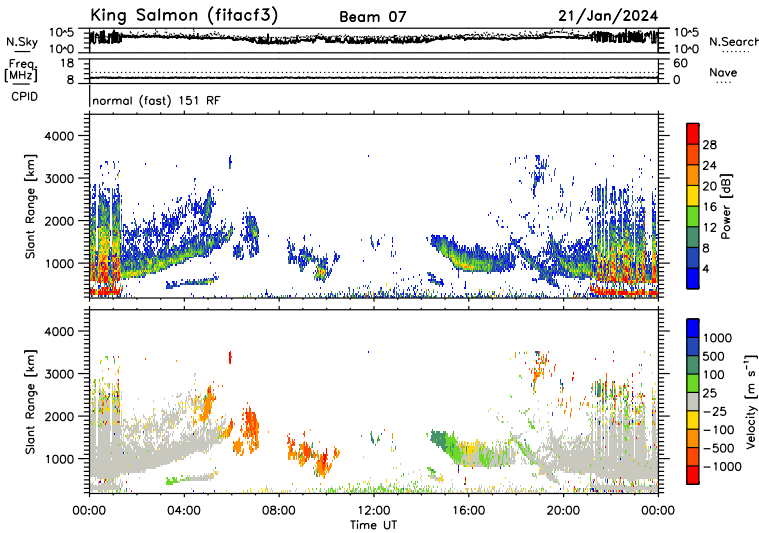 King Salmon (fitacf3) Beam 07 21/Jan/2024
N.Sky 10^5 10^0 10^5 10^0 N.Search
Freq. [MHz] 18 8 60 0 Nave
CPID normal (fast) 151 RF
Slant Range [km] 4000 3000 2000 1000
28 24 20 16 12 8 4 Power [dB]
Slant Range [km] 4000 3000 2000 1000
1000 500 100 25 −25 −100 −500 −1000 Velocity [m s⁻¹]
00:00 04:00 08:00 12:00 16:00 20:00 00:00
Time UT